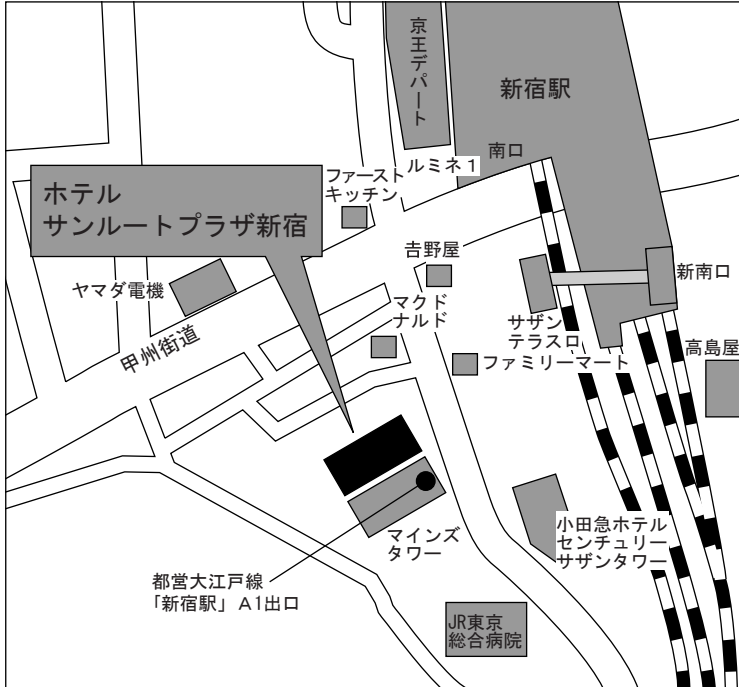 京王デパート
新宿駅
南口
ルミネ1
ファースト
キッチン
ホテル
サンルートプラザ新宿
吉野屋
新南口
ヤマダ電機
マクド
ナルド
サザン
テラス口
甲州街道
ファミリーマート
高島屋
小田急ホテル
センチュリー
サザンタワー
マインズ
タワー
都営大江戸線
「新宿駅」A1出口
JR東京
総合病院